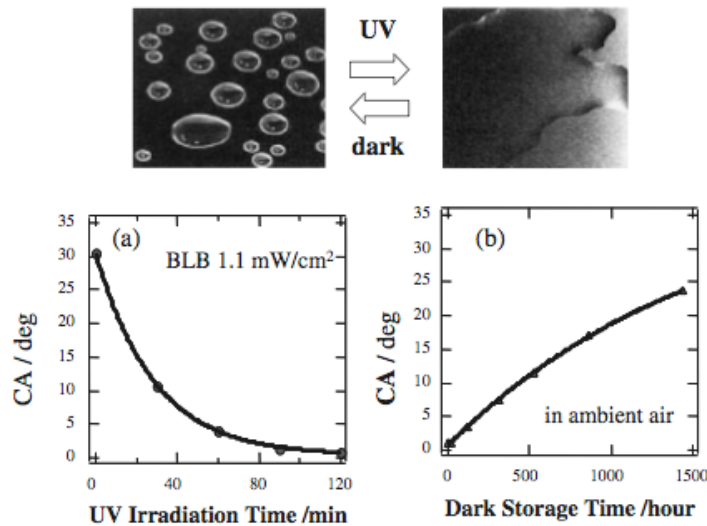 UV
dark
(a)
BLB 1.1 mW/cm²
CA / deg
35
30
25
20
15
10
5
0
0 40 80 120
UV Irradiation Time /min
(b)
in ambient air
CA / deg
35
30
25
20
15
10
5
0
0 500 1000 1500
Dark Storage Time /hour